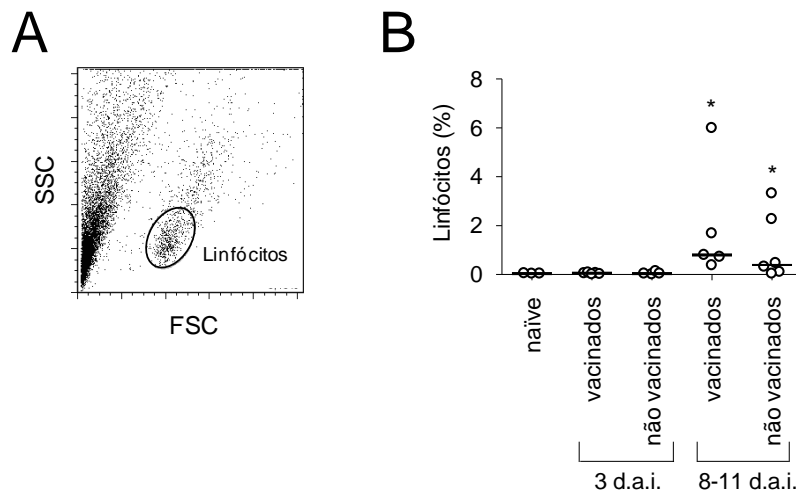 A
B
SSC
Linfócitos
FSC
Linfócitos (%)
8
6
4
2
0
*
*
naïve
vacinados
não vacinados
vacinados
não vacinados
3 d.a.i.
8-11 d.a.i.